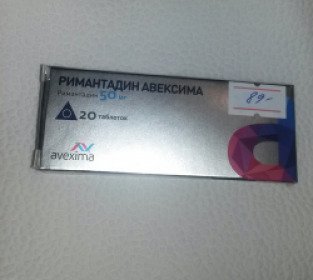 РИМАНТАДИН АВЕКСИМА
Римантадин 50 мг
20 таблеток
avexima
89-